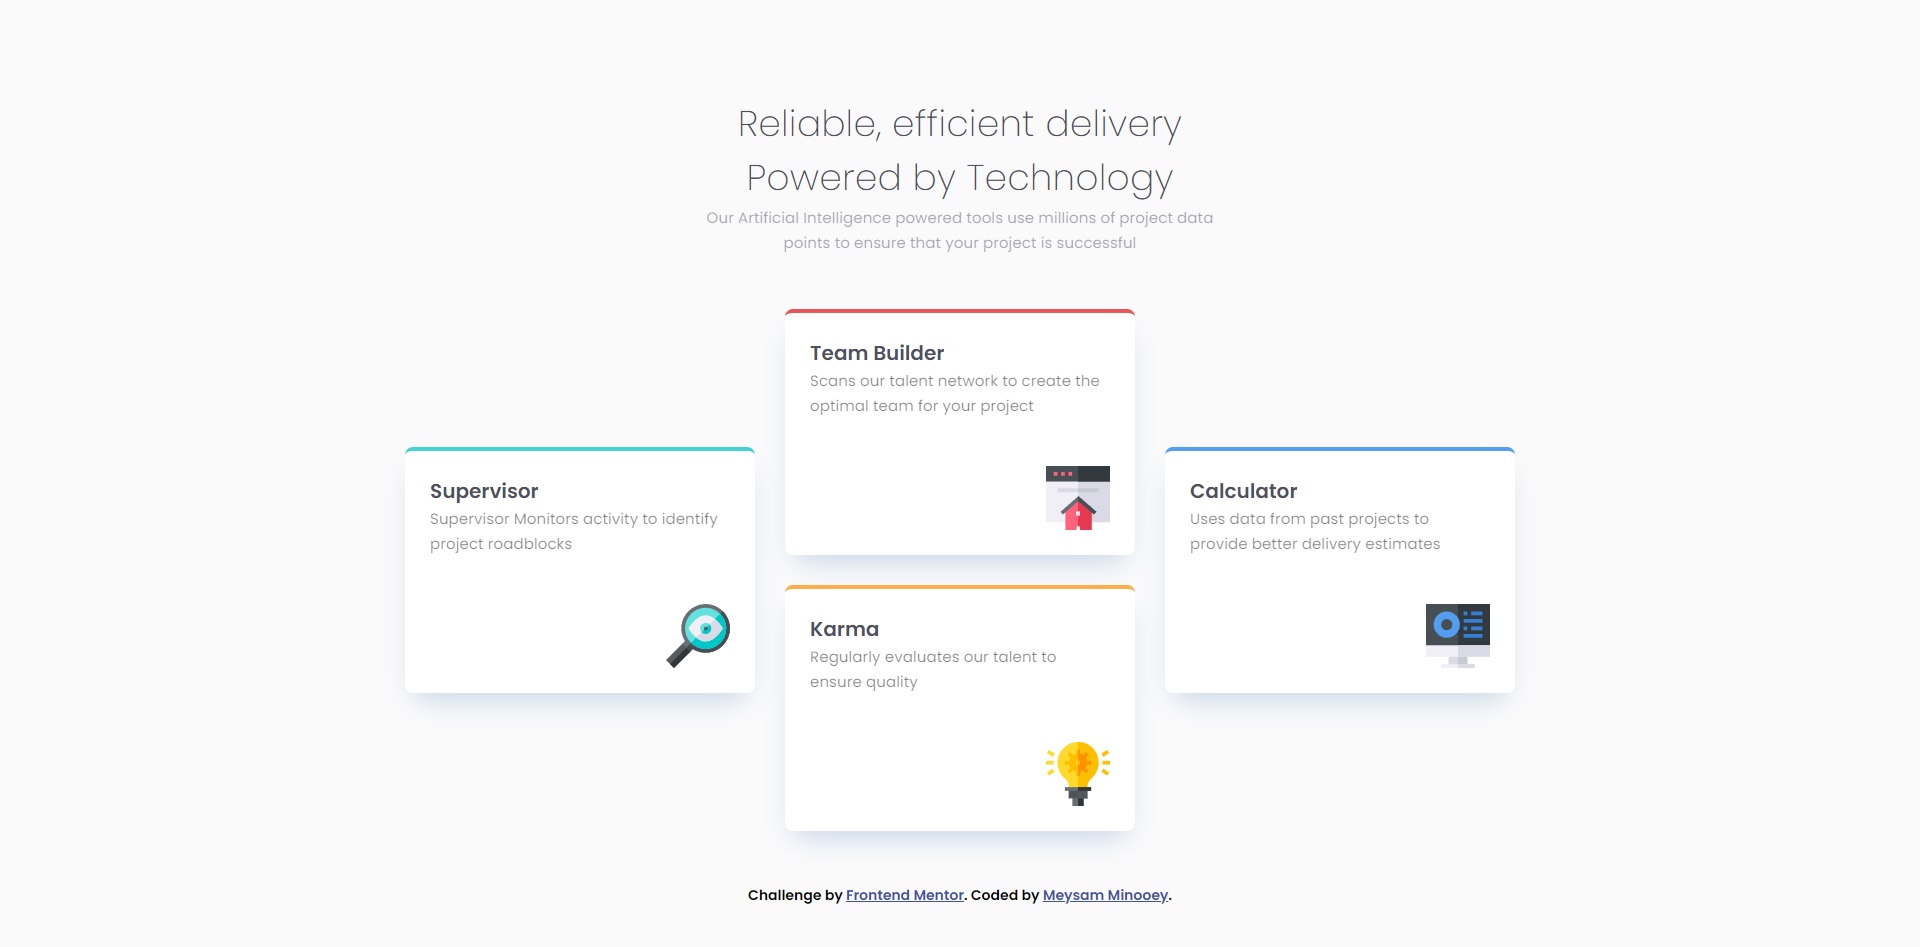 Reliable, efficient delivery
Powered by Technology
Our Artificial Intelligence powered tools use millions of project data
points to ensure that your project is successful
Team Builder
Scans our talent network to create the
optimal team for your project
Supervisor
Supervisor Monitors activity to identify
project roadblocks
Calculator
Uses data from past projects to
provide better delivery estimates
Karma
Regularly evaluates our talent to
ensure quality
Challenge by Frontend Mentor. Coded by Meysam Minooey.